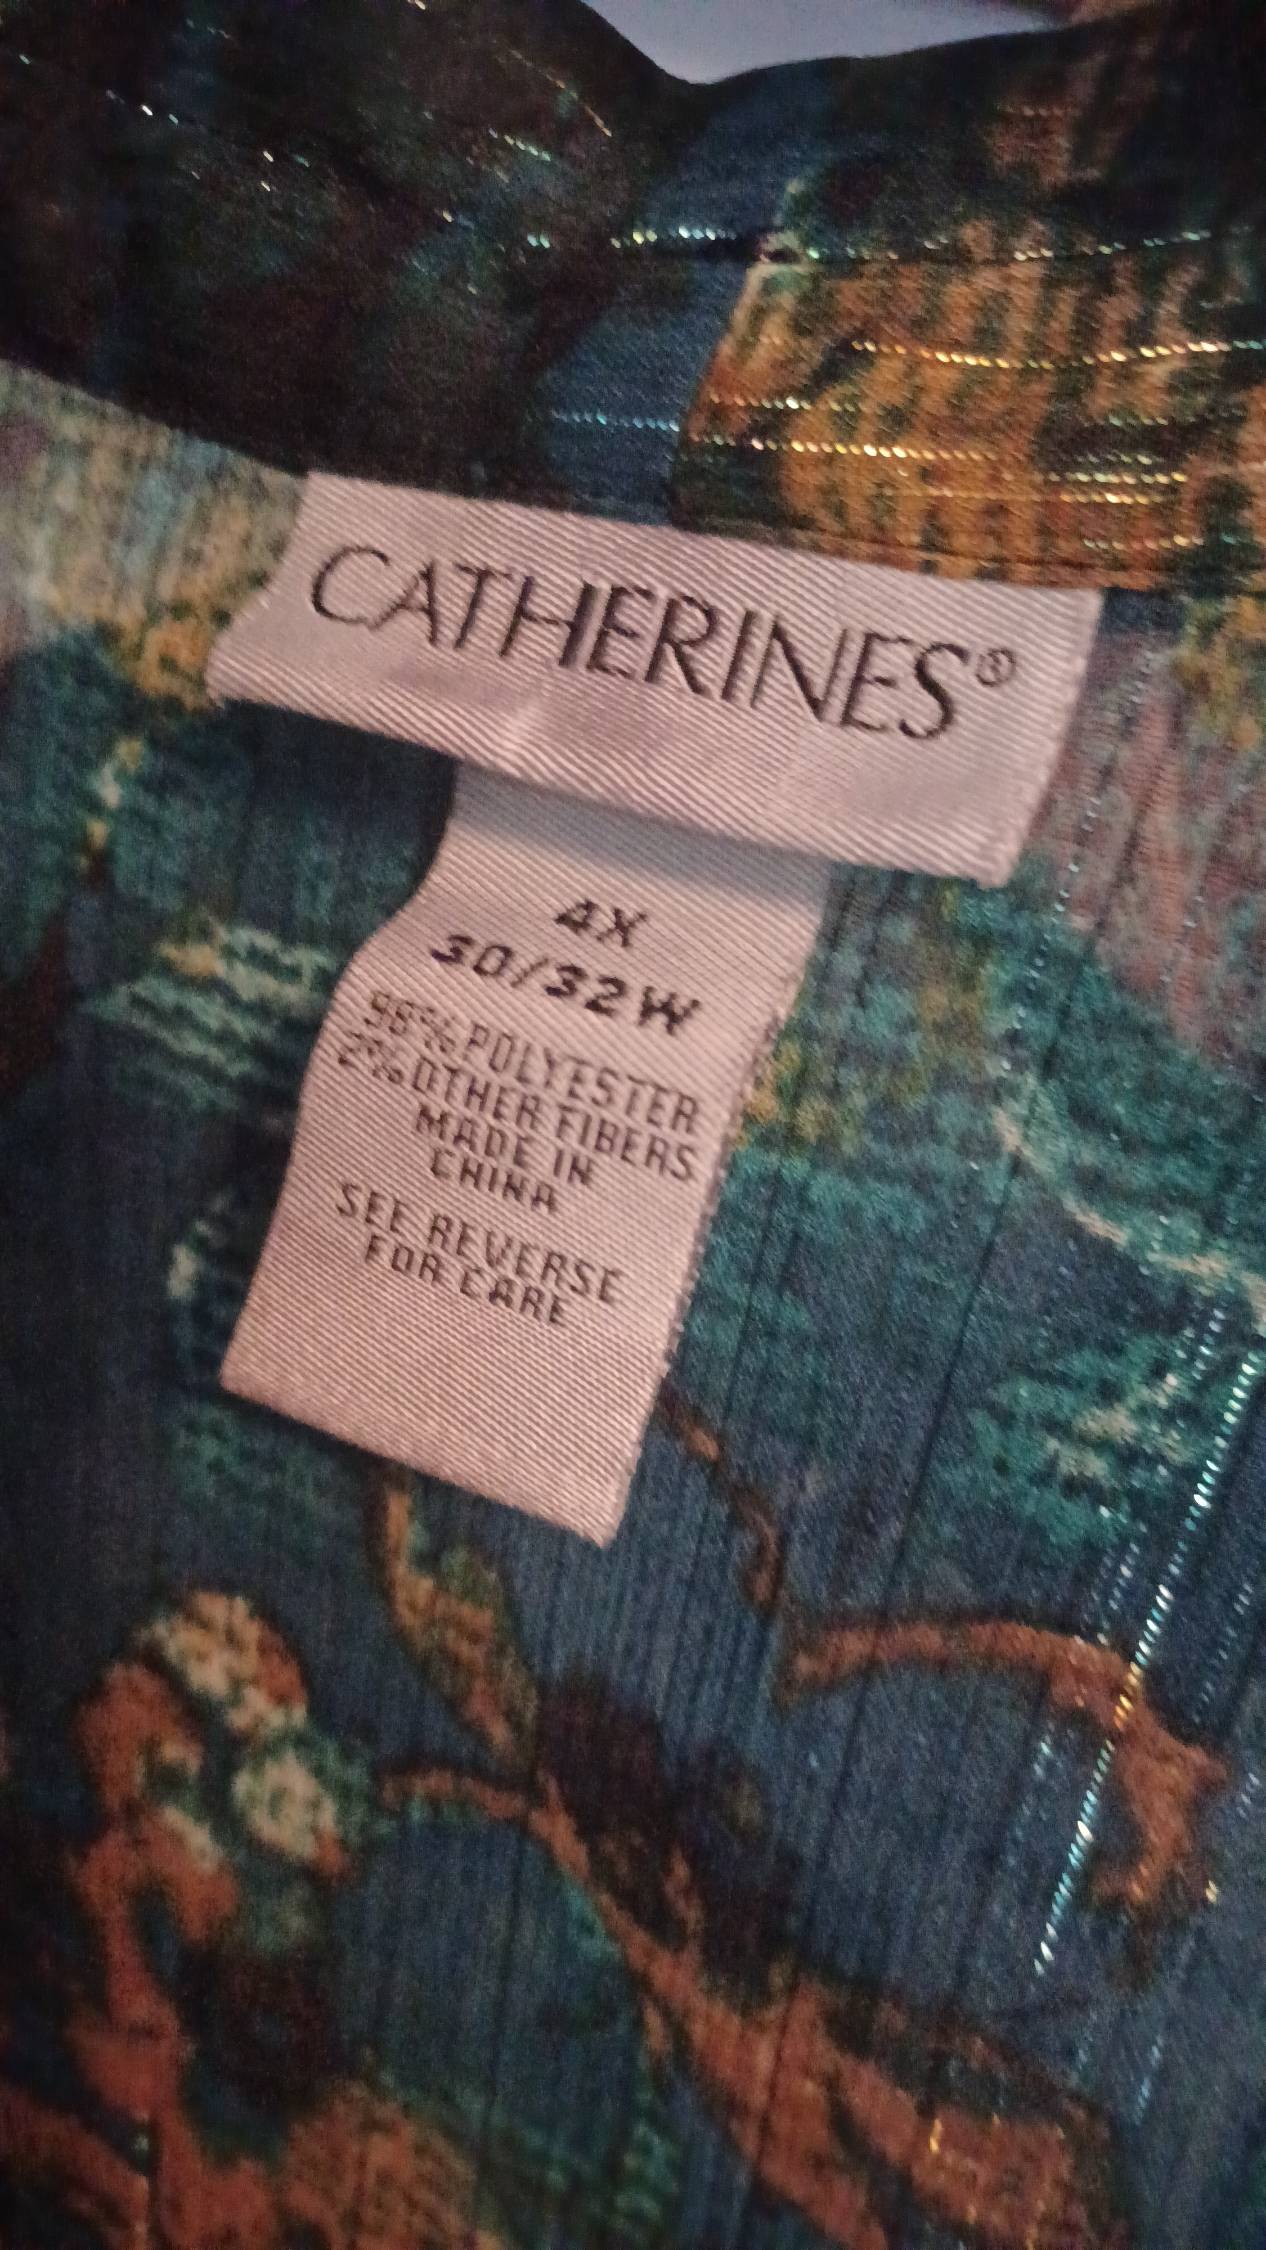 CATHERINES®
4X
30/32W
98% POLYESTER
2% OTHER FIBERS
MADE IN
CHINA
SEE REVERSE
FOR CARE